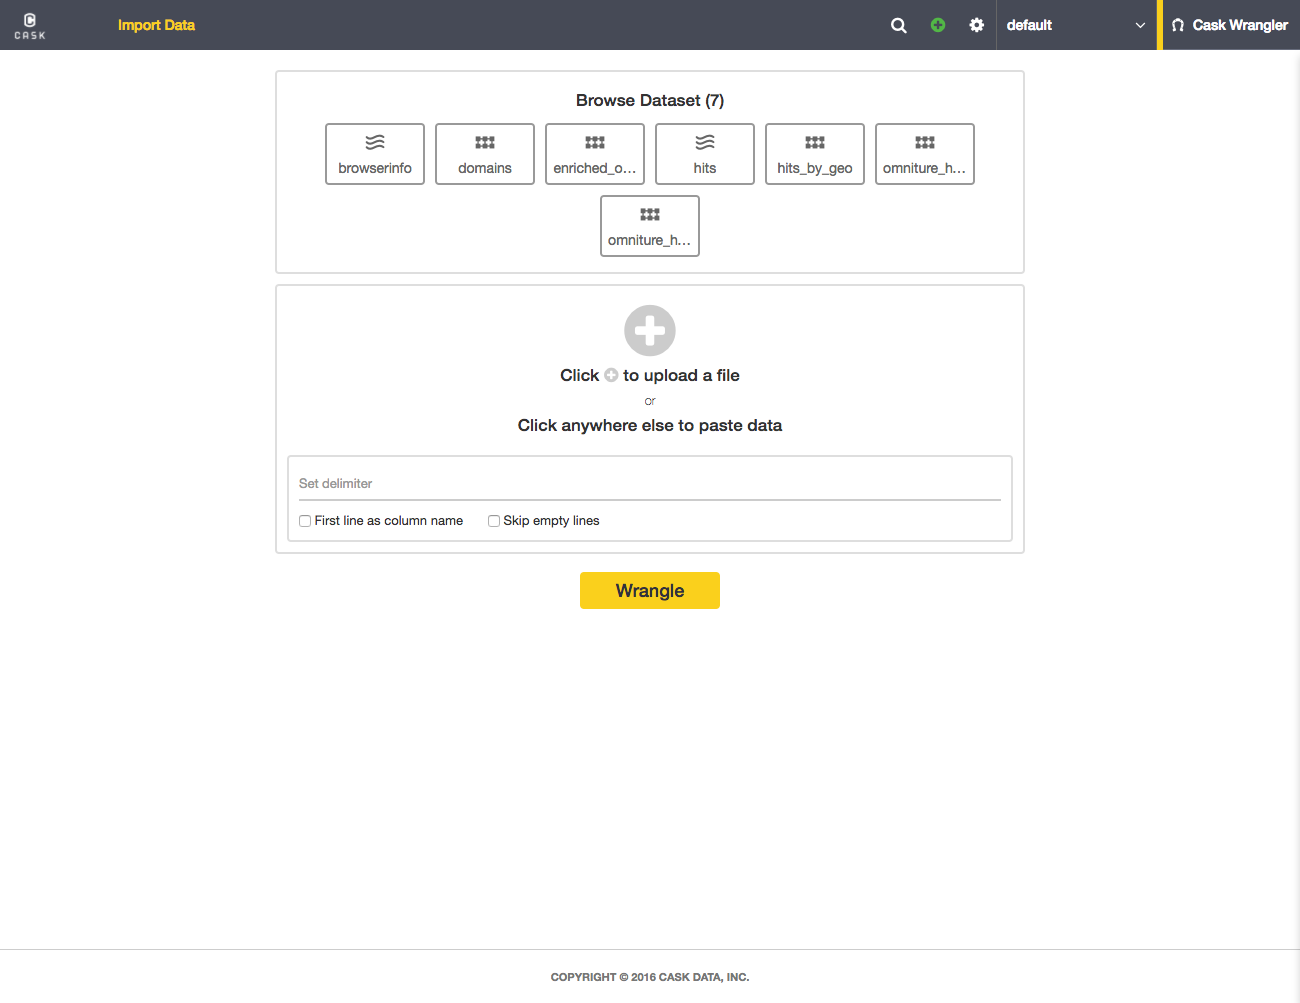 CASK
Import Data
default
Cask Wrangler
Browse Dataset (7)
browserinfo
domains
enriched_o...
hits
hits_by_geo
omniture_h...
omniture_h...
Click to upload a file
or
Click anywhere else to paste data
Set delimiter
First line as column name
Skip empty lines
Wrangle
COPYRIGHT © 2016 CASK DATA, INC.